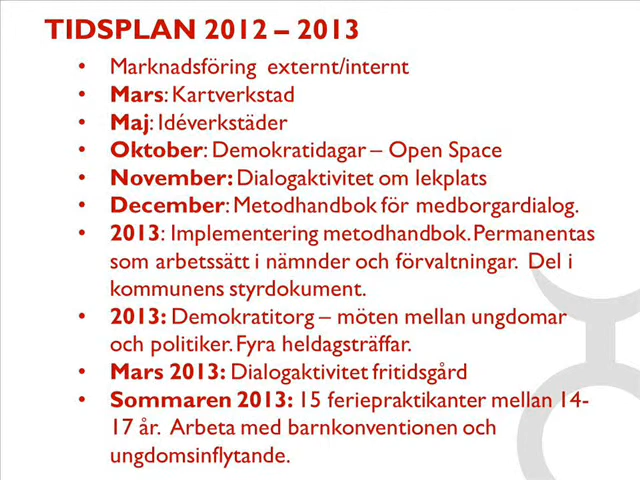 TIDSPLAN 2012 – 2013
• Marknadsföring externt/internt
• Mars: Kartverkstad
• Maj: Idéverkstäder
• Oktober: Demokratidagar – Open Space
• November: Dialogaktivitet om lekplats
• December: Metodhandbok för medborgardialog.
• 2013: Implementering metodhandbok. Permanentas
som arbetssätt i nämnder och förvaltningar. Del i
kommunens styrdokument.
• 2013: Demokratitorg – möten mellan ungdomar
och politiker. Fyra heldagsträffar.
• Mars 2013: Dialogaktivitet fritidsgård
• Sommaren 2013: 15 feriepraktikanter mellan 14-
17 år. Arbeta med barnkonventionen och
ungdomsinflytande.